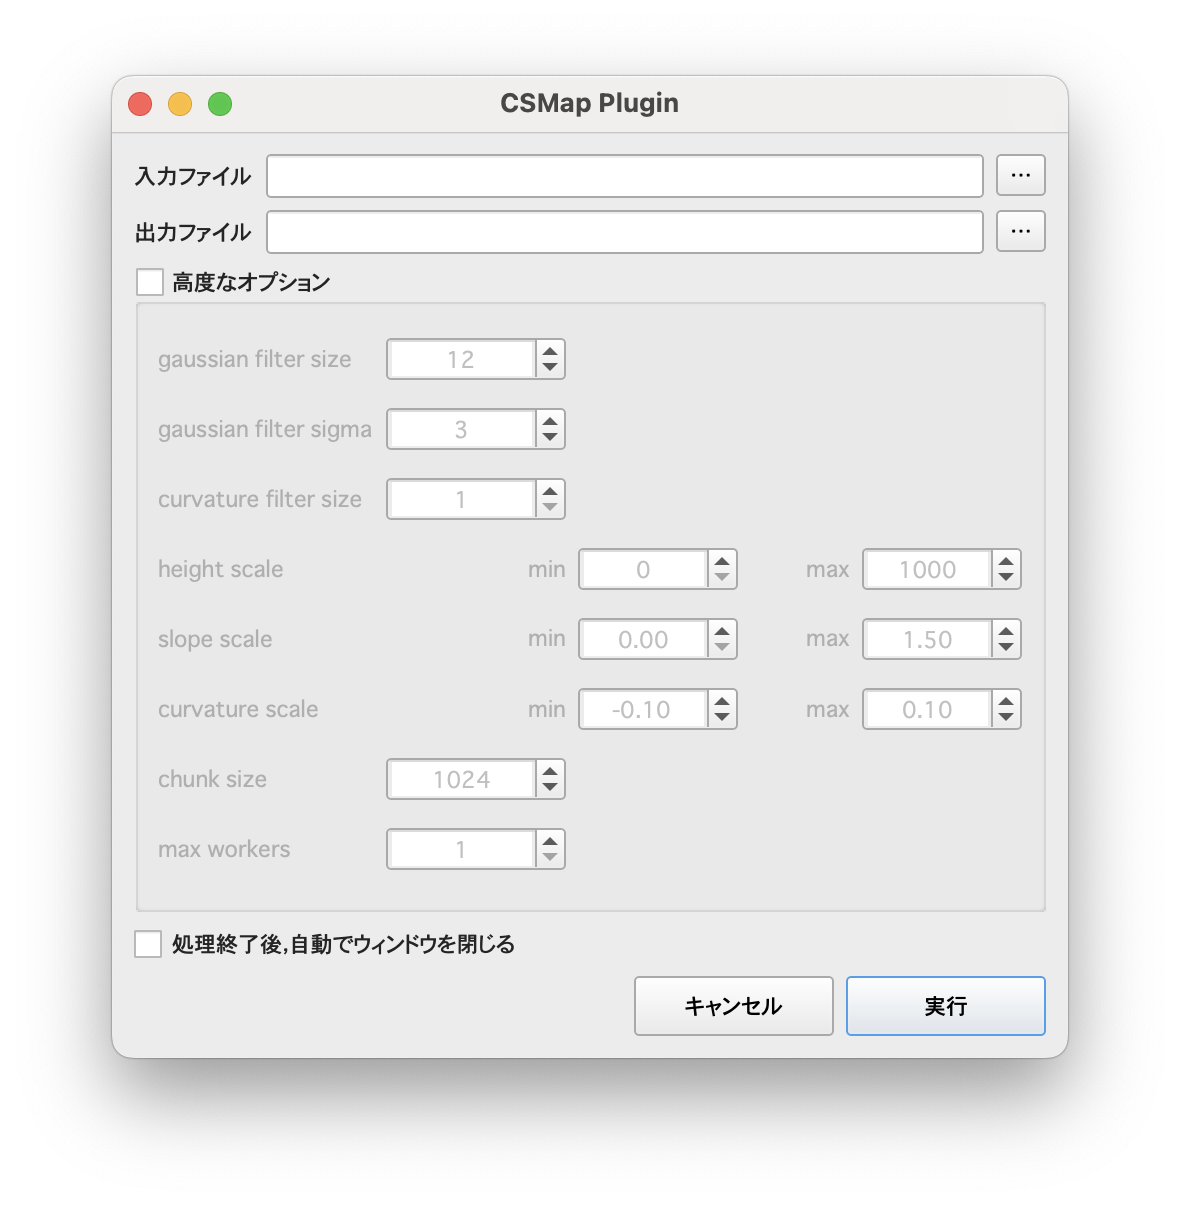 CSMap Plugin
入力ファイル ...
出力ファイル ...
高度なオプション
gaussian filter size 12
gaussian filter sigma 3
curvature filter size 1
height scale min 0 max 1000
slope scale min 0.00 max 1.50
curvature scale min -0.10 max 0.10
chunk size 1024
max workers 1
処理終了後,自動でウィンドウを閉じる
キャンセル 実行